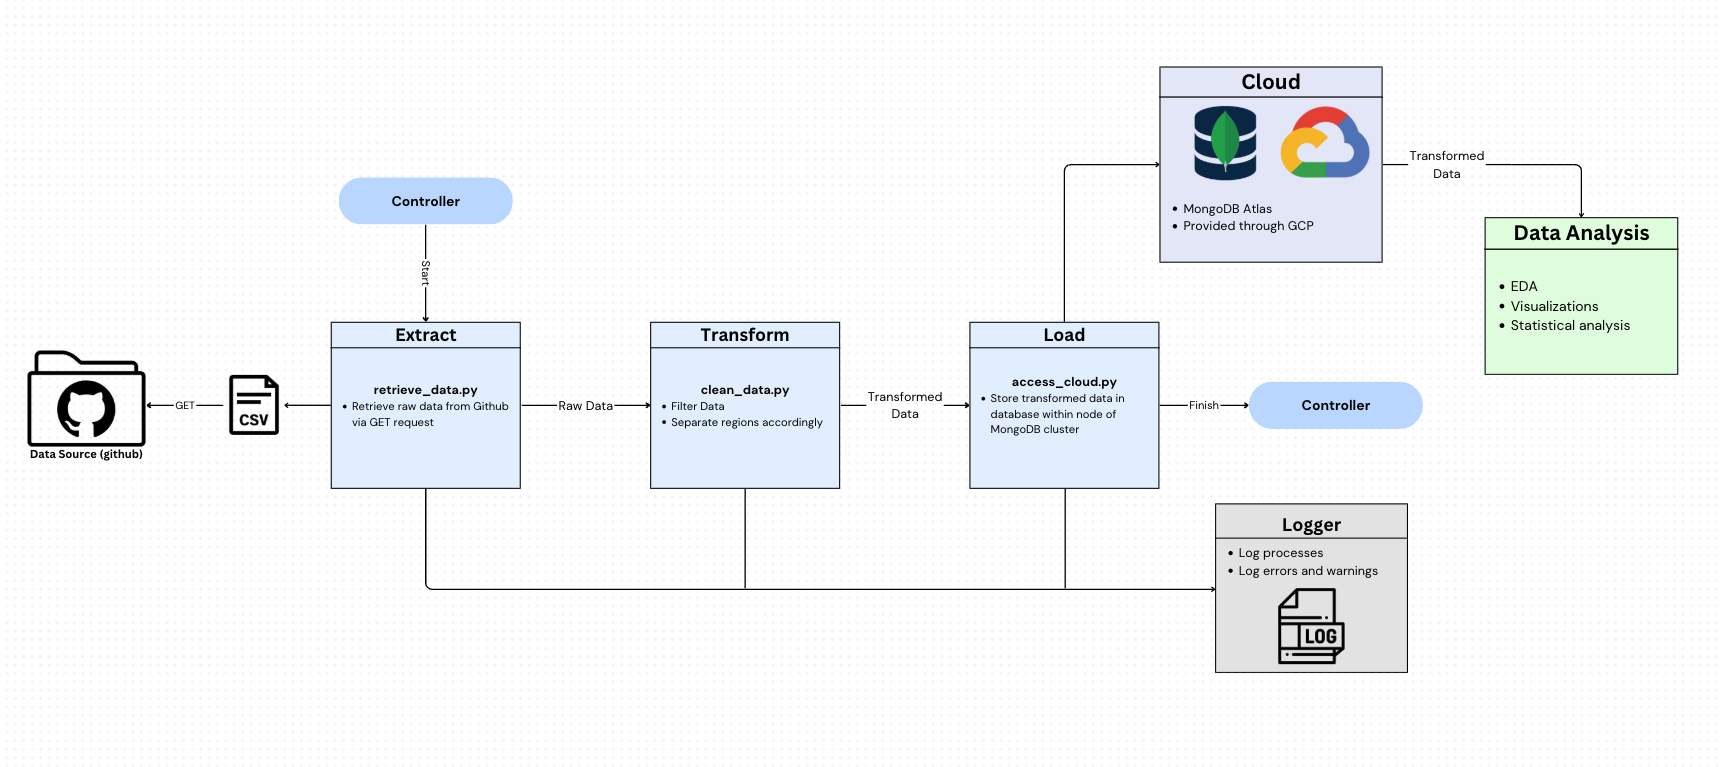 Cloud
MongoDB Atlas
Provided through GCP
Transformed
Data
Data Analysis
EDA
Visualizations
Statistical analysis
Controller
Start
Extract
retrieve_data.py
Retrieve raw data from Github
via GET request
Transform
clean_data.py
Filter Data
Separate regions accordingly
Load
access_cloud.py
Store transformed data in
database within node of
MongoDB cluster
Data Source (github)
GET
CSV
Raw Data
Transformed
Data
Finish
Controller
Logger
Log processes
Log errors and warnings
LOG